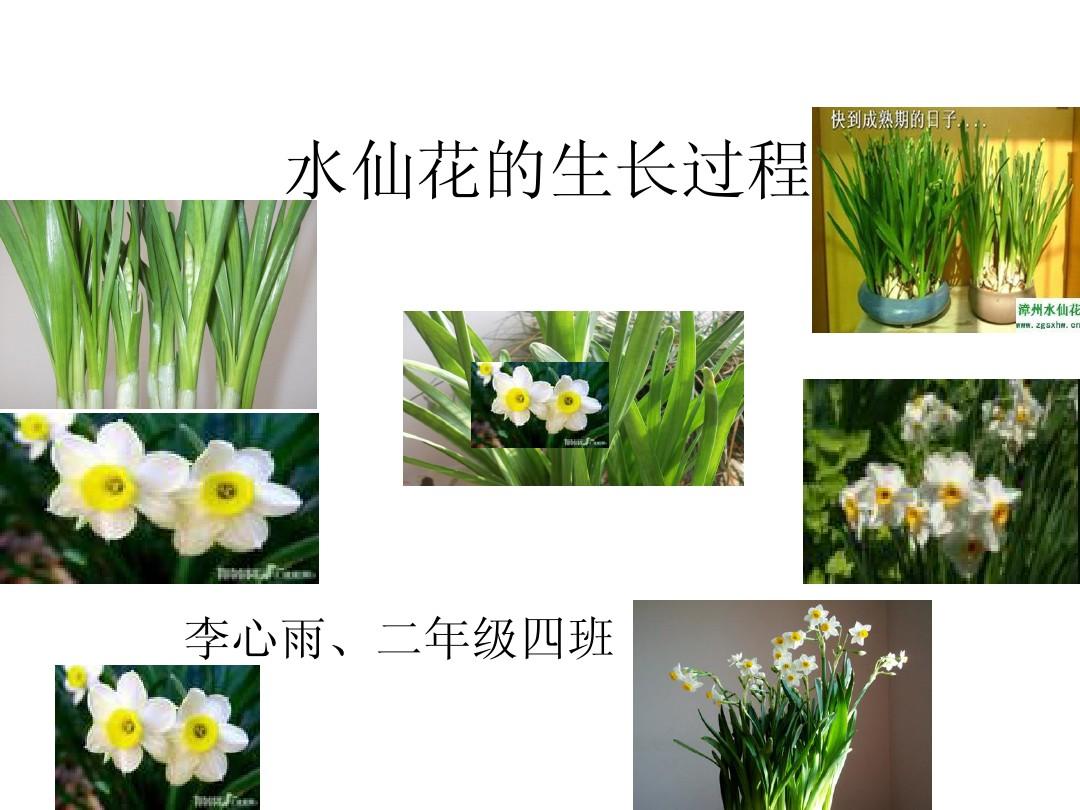 快到成熟期的日子....
水仙花的生长过程
漳州水仙花
www.zgsxhw.cn
李心雨、二年级四班